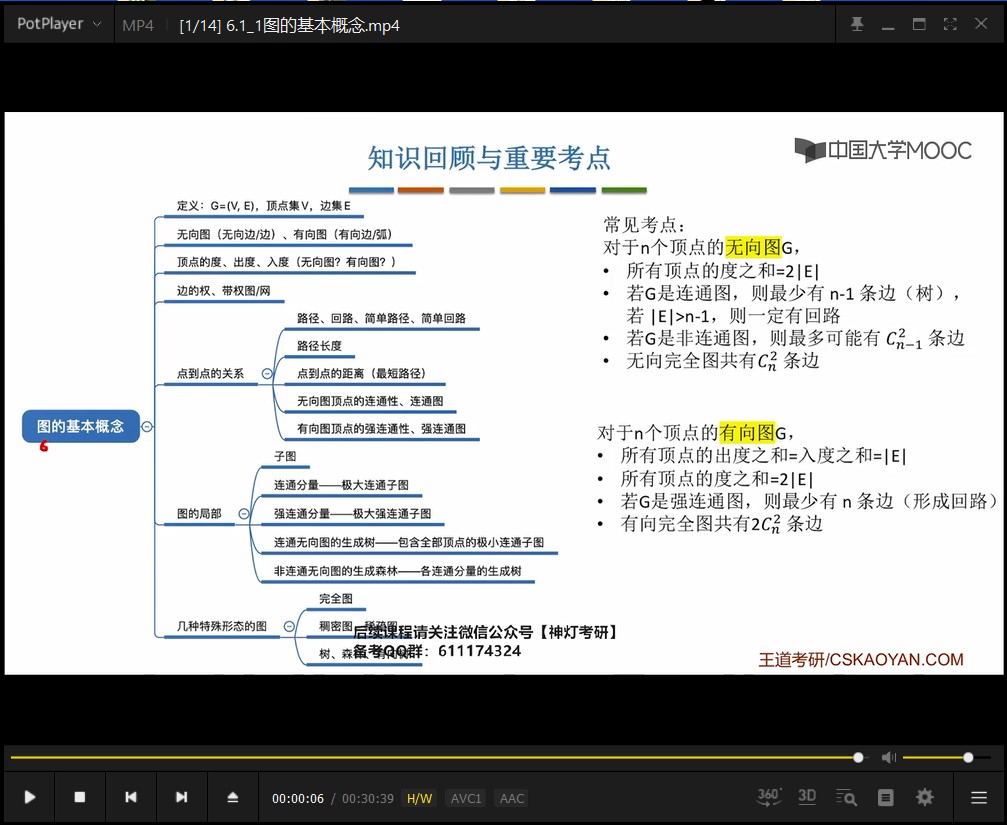 PotPlayer MP4 [1/14] 6.1_1图的基本概念.mp4
知识回顾与重要考点
中国大学MOOC
图的基本概念
6
定义：G=(V, E)，顶点集V，边集E
无向图（无向边/边）、有向图（有向边/弧）
顶点的度、出度、入度（无向图？有向图？）
边的权、带权图/网
点到点的关系
路径、回路、简单路径、简单回路
路径长度
点到点的距离（最短路径）
无向图顶点的连通性、连通图
有向图顶点的强连通性、强连通图
图的局部
子图
连通分量——极大连通子图
强连通分量——极大强连通子图
连通无向图的生成树——包含全部顶点的极小连通子图
非连通无向图的生成森林——各连通分量的生成树
几种特殊形态的图
完全图
稠密图、稀疏图
树、森林、有向树
常见考点：
对于n个顶点的无向图G，
• 所有顶点的度之和=2|E|
• 若G是连通图，则最少有 n-1 条边（树），
若 |E|>n-1，则一定有回路
• 若G是非连通图，则最多可能有 C²ₙ₋₁ 条边
• 无向完全图共有C²ₙ 条边
对于n个顶点的有向图G，
• 所有顶点的出度之和=入度之和=|E|
• 所有顶点的度之和=2|E|
• 若G是强连通图，则最少有 n 条边（形成回路）
• 有向完全图共有2C²ₙ 条边
后续课程请关注微信公众号【神灯考研】
备考QQ群：611174324
王道考研/CSKAOYAN.COM
00:00:06 / 00:30:39 H/W AVC1 AAC
360° 3D